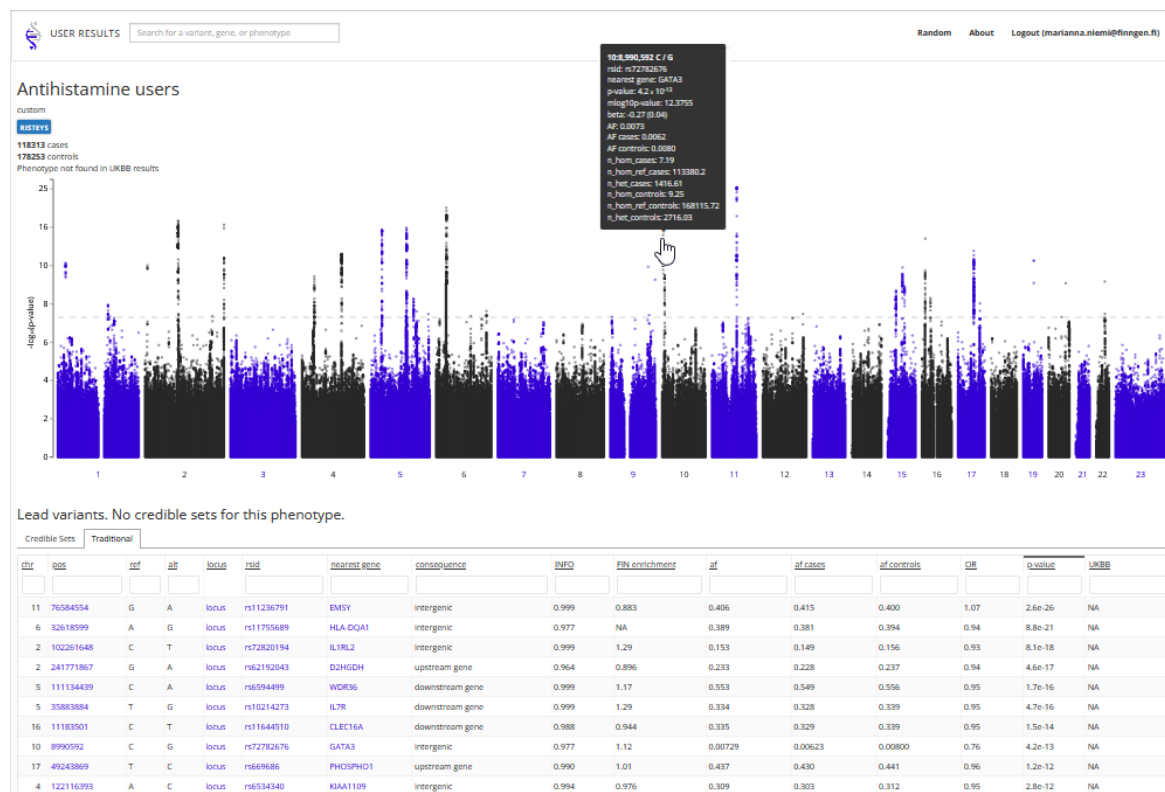 USER RESULTS Search for a variant, gene, or phenotype Random About Logout (marianna.niemi@finngen.fi)
Antihistamine users
custom
RISTEYS
118313 cases
178253 controls
Phenotype not found in UKBB results
10:8,990,592 C / G
rsid: rs72782676
nearest gene: GATA3
p-value: 4.2 x 10⁻¹³
mlog10p-value: 12.3755
beta: -0.27 (0.04)
AF: 0.0073
AF cases: 0.0062
AF controls: 0.0080
n_hom_cases: 7.19
n_hom_ref_cases: 113380.2
n_het_cases: 1416.61
n_hom_controls: 9.25
n_hom_ref_controls: 168115.72
n_het_controls: 2716.03
-log₁₀(p-value)
25
16
10
8
6
4
2
0
1 2 3 4 5 6 7 8 9 10 11 12 13 14 15 16 17 18 19 20 21 22 23
Lead variants. No credible sets for this phenotype.
Credible Sets Traditional
chr pos ref alt locus rsid nearest gene consequence INFO FIN enrichment af af cases af controls OR p-value UKBB
11 76584554 G A locus rs11236791 EMSY intergenic 0.999 0.883 0.406 0.415 0.400 1.07 2.6e-26 NA
6 32618599 A G locus rs11755689 HLA-DQA1 intergenic 0.977 NA 0.389 0.381 0.394 0.94 8.8e-21 NA
2 102261648 C T locus rs72820194 IL1RL2 intergenic 0.999 1.29 0.153 0.149 0.156 0.93 8.1e-18 NA
2 241771867 G A locus rs62192043 D2HGDH upstream gene 0.964 0.896 0.233 0.228 0.237 0.94 4.6e-17 NA
5 111134439 C A locus rs6594499 WDR36 downstream gene 0.999 1.17 0.553 0.549 0.556 0.95 1.7e-16 NA
5 35883884 T G locus rs10214273 IL7R downstream gene 0.999 1.29 0.334 0.328 0.339 0.95 4.7e-16 NA
16 11183501 C T locus rs11644510 CLEC16A downstream gene 0.988 0.944 0.335 0.329 0.339 0.95 1.5e-14 NA
10 8990592 C G locus rs72782676 GATA3 intergenic 0.977 1.12 0.00729 0.00623 0.00800 0.76 4.2e-13 NA
17 49243869 T C locus rs669686 PHOSPHO1 upstream gene 0.990 1.01 0.437 0.430 0.441 0.96 1.2e-12 NA
4 122116393 A C locus rs6534340 KIAA1109 intergenic 0.994 0.976 0.309 0.303 0.312 0.95 2.8e-12 NA